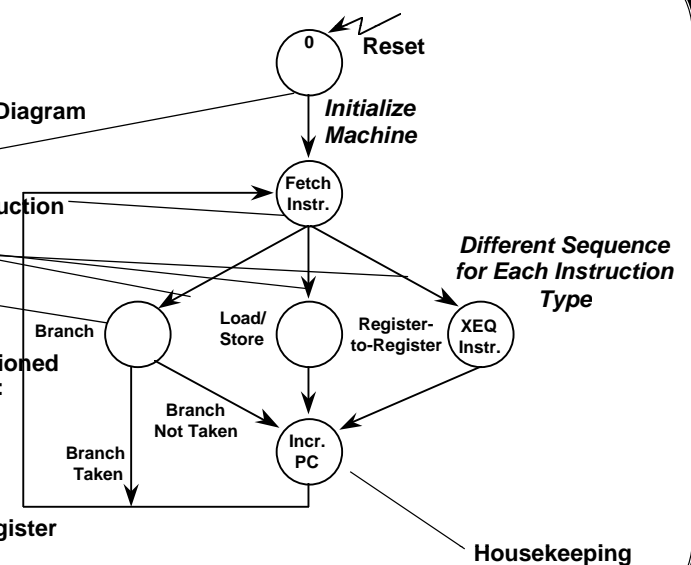 0
Reset
Diagram
Initialize
Machine
Fetch
Instr.
uction
Different Sequence
for Each Instruction
Type
Branch
Load/
Store
Register-
to-Register
XEQ
Instr.
ioned
:
Branch
Not Taken
Incr.
PC
Branch
Taken
gister
Housekeeping